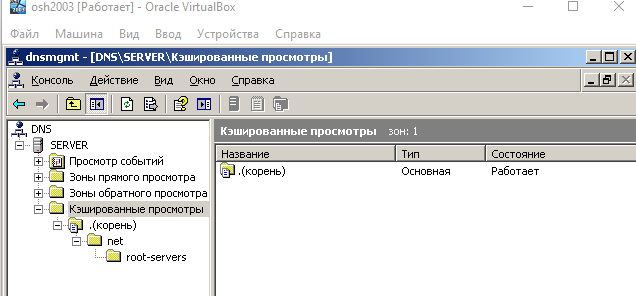 osh2003 [Работает] - Oracle VirtualBox
Файл Машина Вид Ввод Устройства Справка
dnsmgmt - [DNS\SERVER\Кэшированные просмотры]
Консоль Действие Вид Окно Справка
DNS
SERVER
Просмотр событий
Зоны прямого просмотра
Зоны обратного просмотра
Кэшированные просмотры
.(корень)
net
root-servers
Кэшированные просмотры зон: 1
Название Тип Состояние
.(корень) Основная Работает